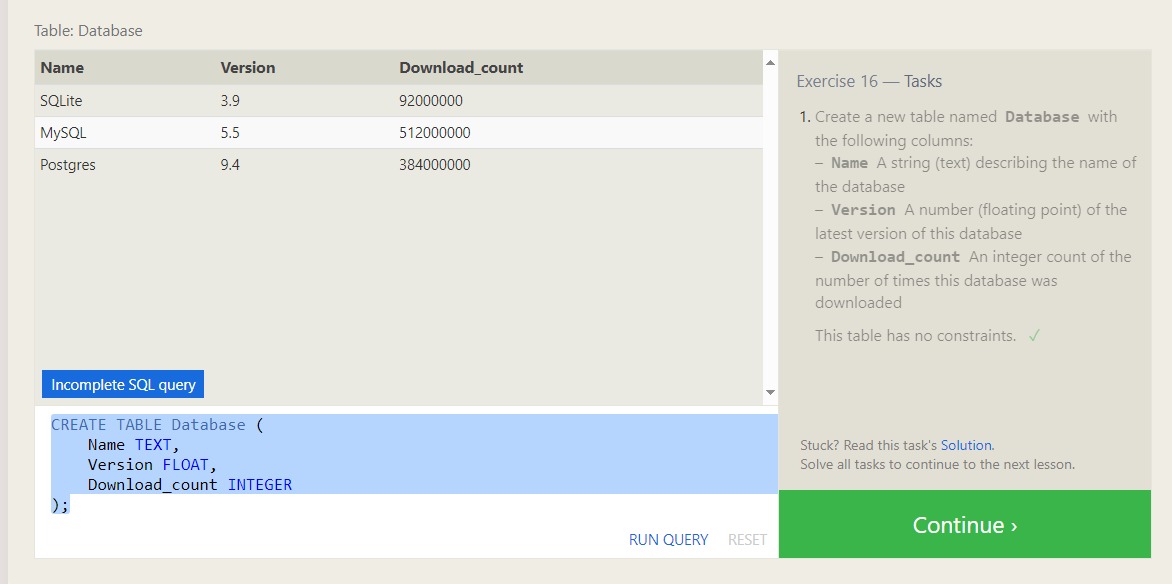 Table: Database
Name Version Download_count
SQLite 3.9 92000000
MySQL 5.5 512000000
Postgres 9.4 384000000
Incomplete SQL query
CREATE TABLE Database (
    Name TEXT,
    Version FLOAT,
    Download_count INTEGER
);
RUN QUERY RESET
Exercise 16 — Tasks
1. Create a new table named Database with
the following columns:
– Name A string (text) describing the name of
the database
– Version A number (floating point) of the
latest version of this database
– Download_count An integer count of the
number of times this database was
downloaded
This table has no constraints. ✓
Stuck? Read this task's Solution.
Solve all tasks to continue to the next lesson.
Continue ›